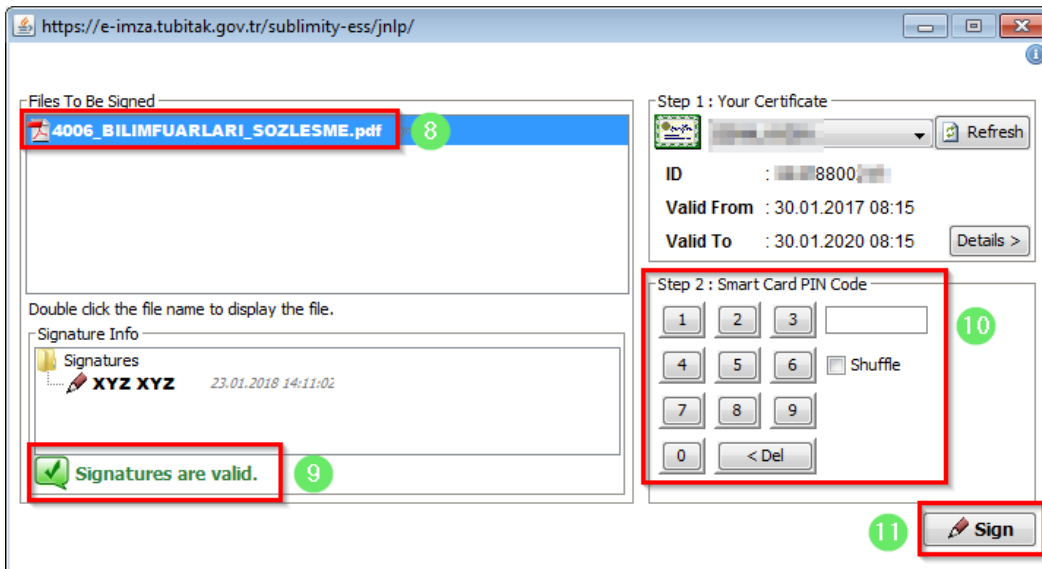 https://e-imza.tubitak.gov.tr/sublimity-ess/jnlp/
Files To Be Signed
4006_BILIMFUARLARI_SOZLESME.pdf
8
Double click the file name to display the file.
Signature Info
Signatures
XYZ XYZ 23.01.2018 14:11:02
Signatures are valid.
9
Step 1 : Your Certificate
Refresh
ID : 8800
Valid From : 30.01.2017 08:15
Valid To : 30.01.2020 08:15
Details >
Step 2 : Smart Card PIN Code
1 2 3
4 5 6 Shuffle
7 8 9
0 < Del
10
11
Sign